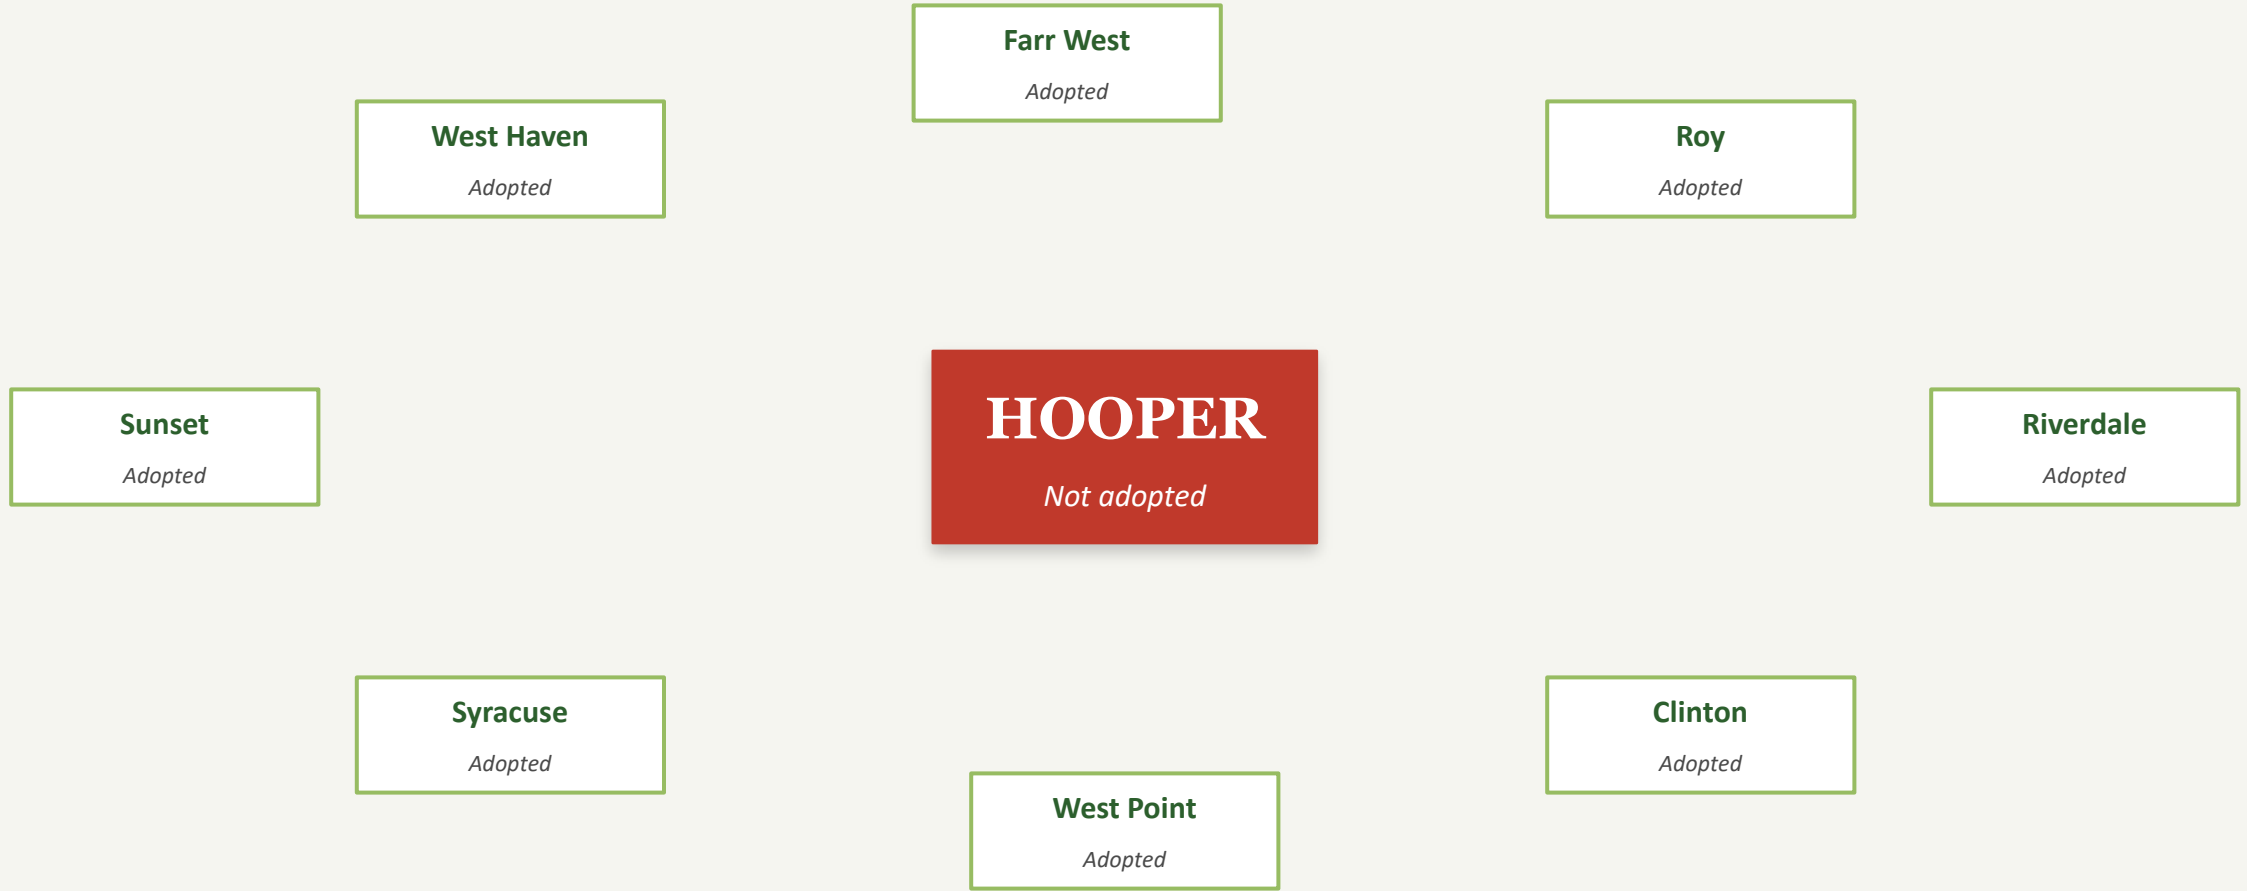 Farr West
Adopted
West Haven
Adopted
Roy
Adopted
HOOPER
Not adopted
Sunset
Adopted
Riverdale
Adopted
Syracuse
Adopted
Clinton
Adopted
West Point
Adopted